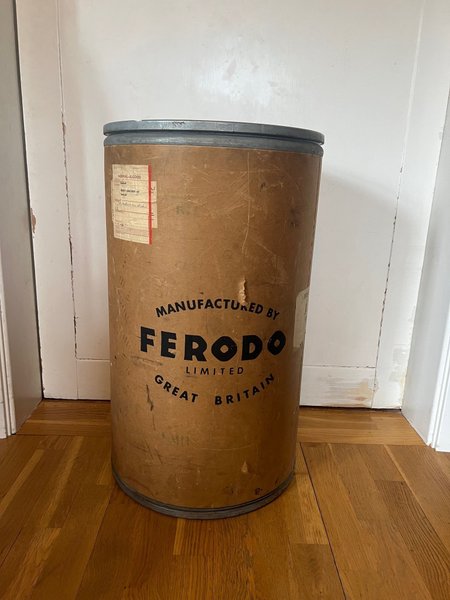 MANUFACTURED BY
FERODO
LIMITED
GREAT BRITAIN